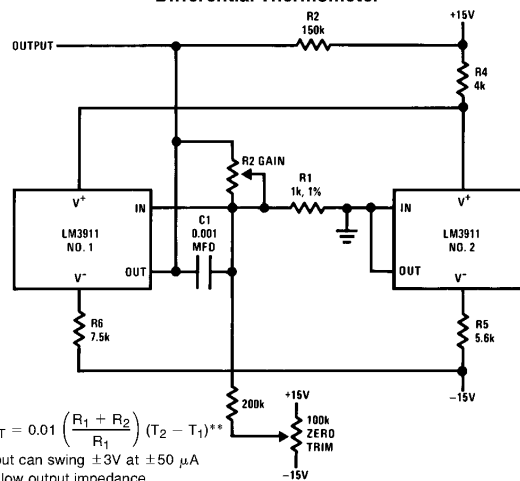 Differential Thermometer
R2
150k
+15V
OUTPUT
R4
4k
R2 GAIN
R1
1k, 1%
V+
IN
LM3911
NO. 1
OUT
V−
C1
0.001
MFD
V+
IN
LM3911
NO. 2
OUT
V−
R6
7.5k
R5
5.6k
−15V
200k
+15V
100k
ZERO
TRIM
−15V
= 0.01 (R1 + R2 / R1) (T2 − T1)**
can swing ±3V at ±50 μA
low output impedance